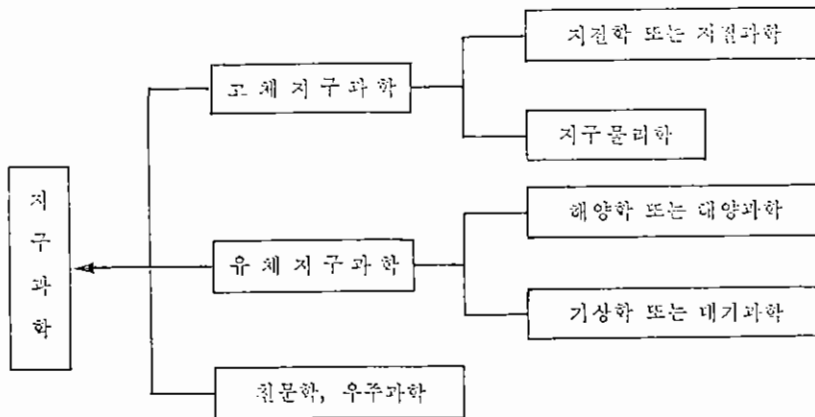 지구과학
고체지구과학
지질학 또는 지질과학
지구물리학
유체지구과학
해양학 또는 대양과학
기상학 또는 대기과학
천문학, 우주과학